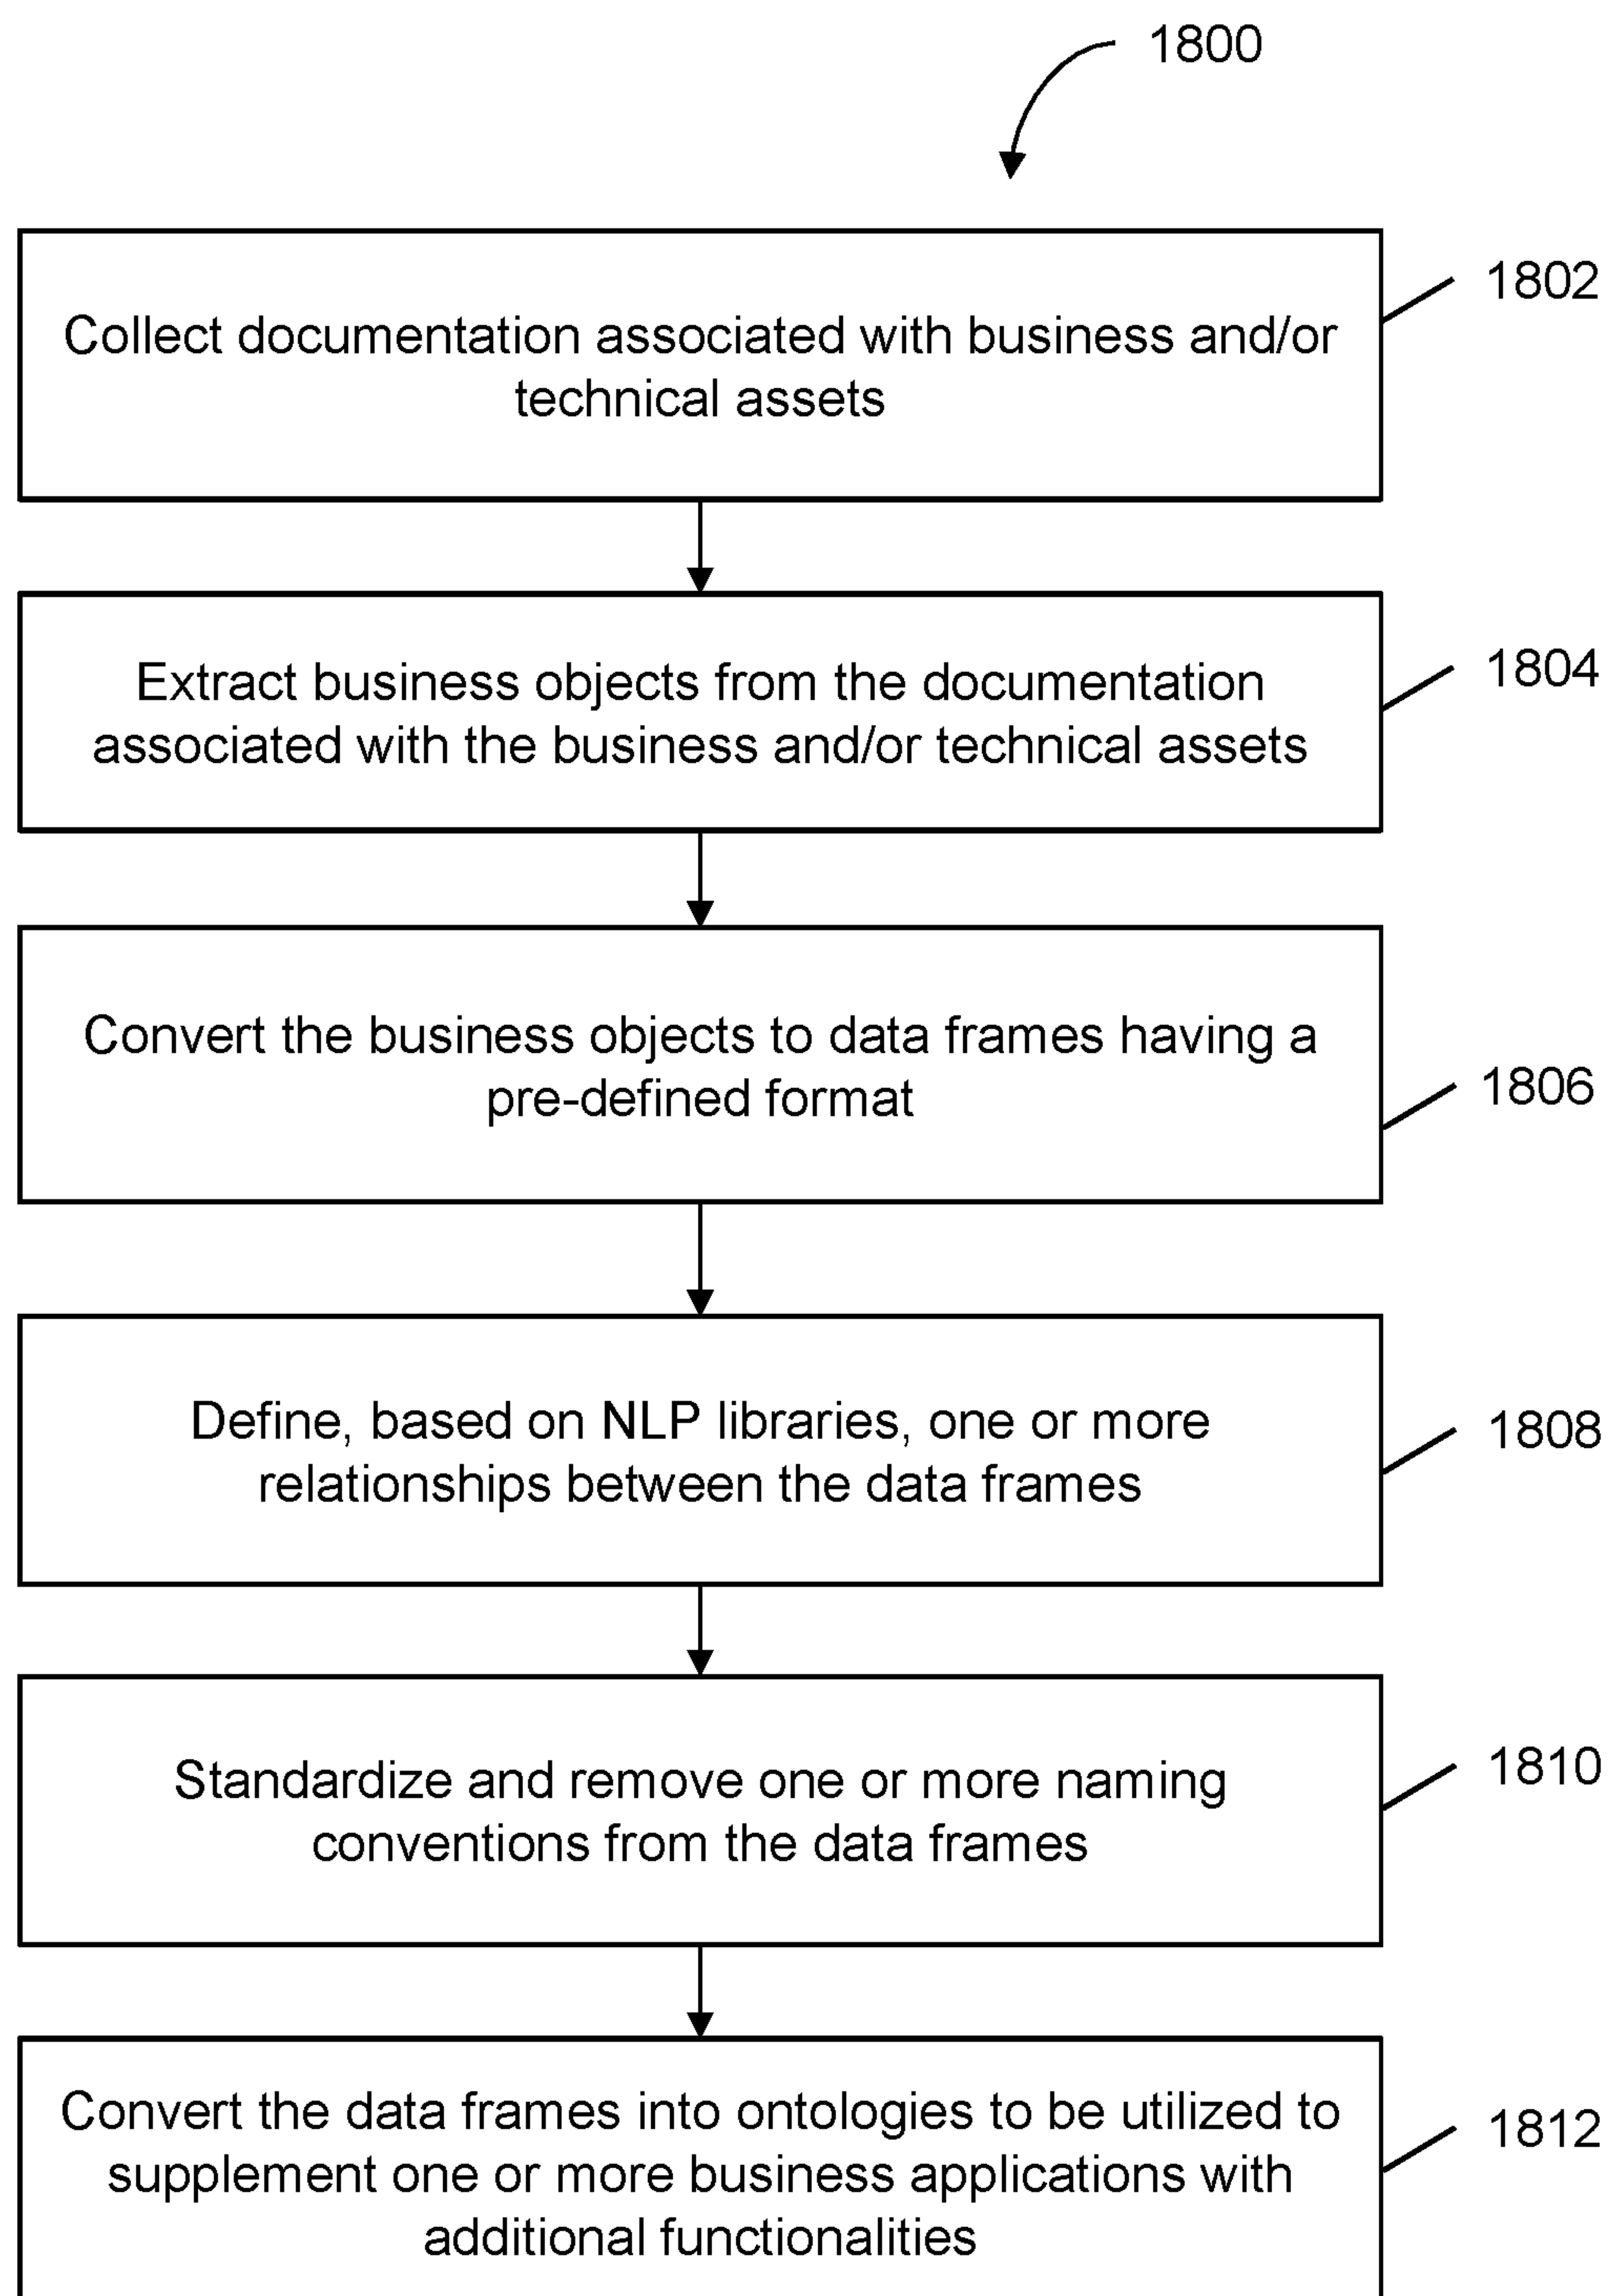 1800
Collect documentation associated with business and/or
technical assets
1802
Extract business objects from the documentation
associated with the business and/or technical assets
1804
Convert the business objects to data frames having a
pre-defined format
1806
Define, based on NLP libraries, one or more
relationships between the data frames
1808
Standardize and remove one or more naming
conventions from the data frames
1810
Convert the data frames into ontologies to be utilized to
supplement one or more business applications with
additional functionalities
1812